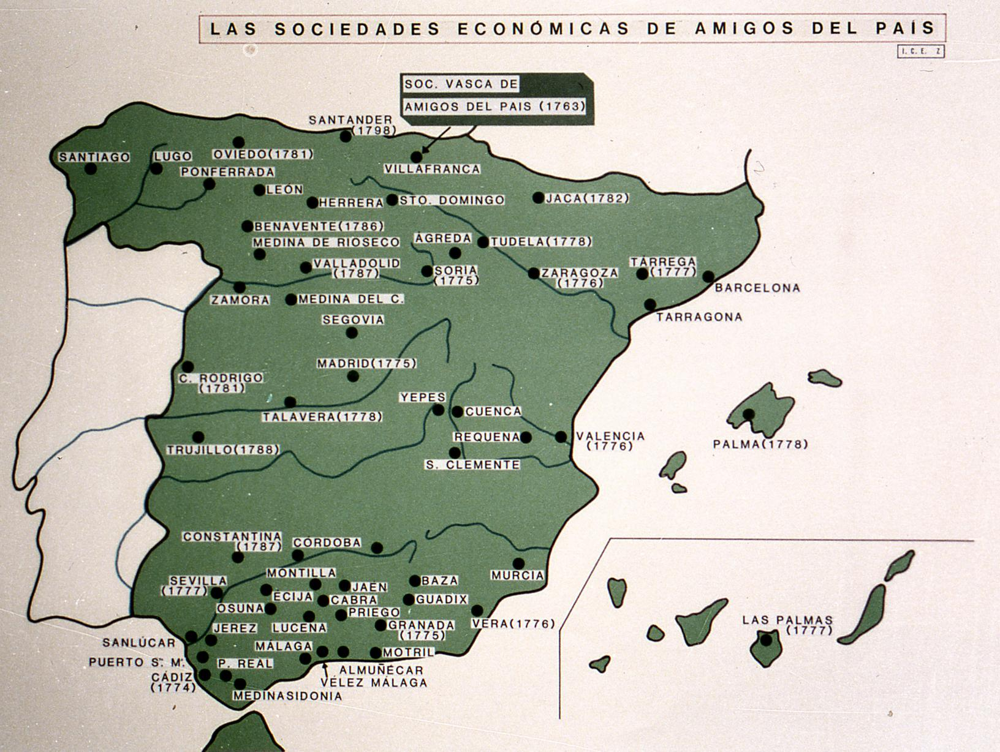 LAS SOCIEDADES ECONÓMICAS DE AMIGOS DEL PAÍS
I.C.E. Z
SOC. VASCA DE
AMIGOS DEL PAIS (1763)
SANTANDER
(1798)
SANTIAGO
LUGO
OVIEDO(1781)
PONFERRADA
VILLAFRANCA
LEÓN
HERRERA
STO. DOMINGO
JACA(1782)
BENAVENTE(1786)
MEDINA DE RIOSECO
ÁGREDA
TUDELA(1778)
VALLADOLID
(1787)
SORIA
(1775)
ZARAGOZA
(1776)
TÁRREGA
(1777)
BARCELONA
ZAMORA
MEDINA DEL C.
TARRAGONA
SEGOVIA
MADRID(1775)
C. RODRIGO
(1781)
YEPES
CUENCA
TALAVERA(1778)
REQUENA
VALENCIA
(1776)
PALMA(1778)
TRUJILLO(1788)
S. CLEMENTE
CONSTANTINA
(1787)
CÓRDOBA
MONTILLA
MURCIA
SEVILLA
(1777)
ÉCIJA
JAÉN
BAZA
CABRA
GUADIX
OSUNA
PRIEGO
VERA(1776)
JEREZ
LUCENA
GRANADA
(1775)
LAS PALMAS
(1777)
SANLÚCAR
MÁLAGA
MOTRIL
PUERTO Sª. Mª.
P. REAL
ALMUÑÉCAR
CÁDIZ
(1774)
VÉLEZ MÁLAGA
MEDINASIDONIA